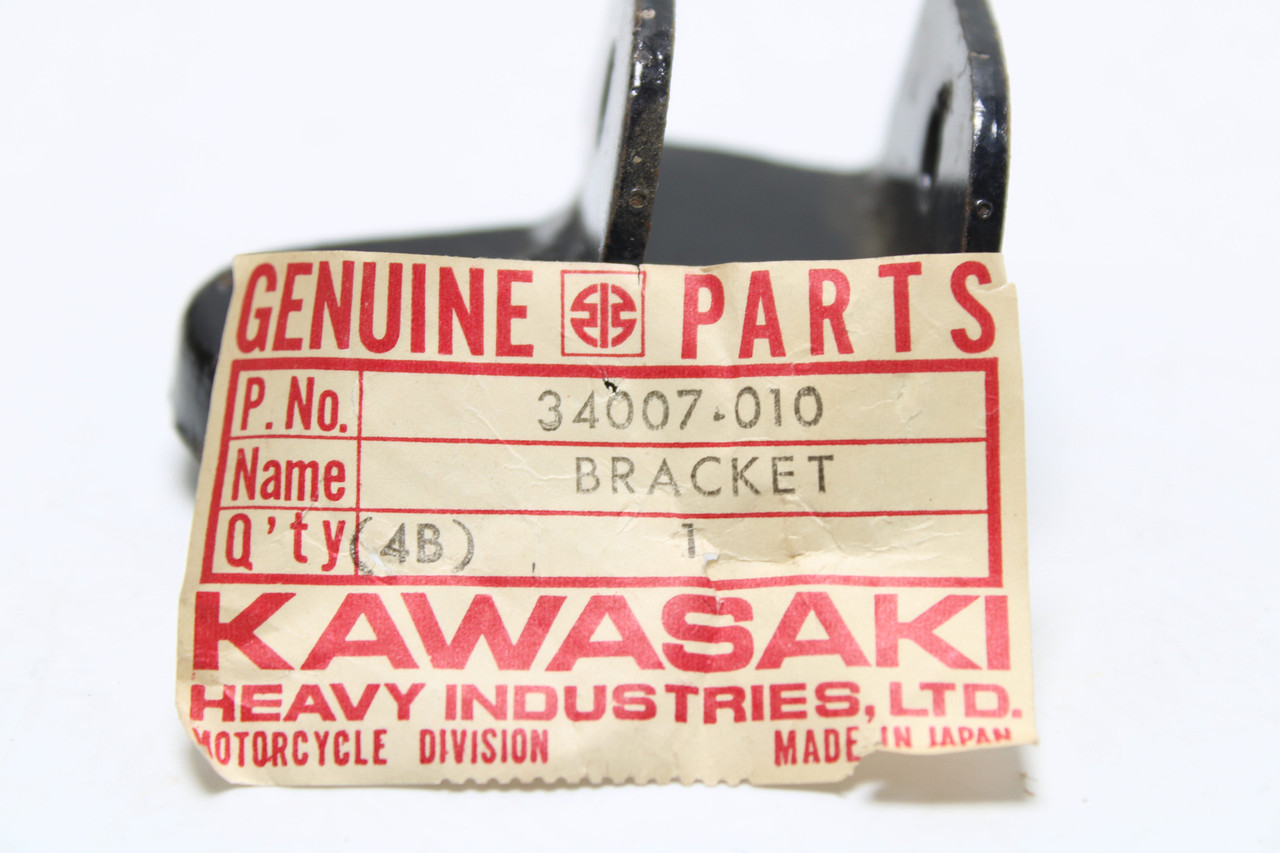 GENUINE PARTS
P. No. 34007-010
Name BRACKET
Q'ty (4B) 1
KAWASAKI
HEAVY INDUSTRIES, LTD.
MOTORCYCLE DIVISION MADE IN JAPAN